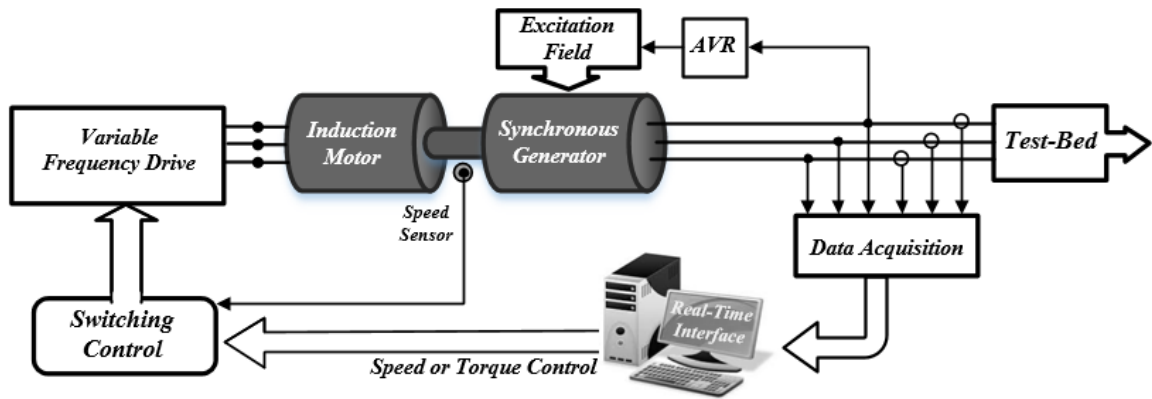 Excitation
Field
AVR
Variable
Frequency Drive
Induction
Motor
Synchronous
Generator
Test-Bed
Speed
Sensor
Data Acquisition
Switching
Control
Real-Time
Interface
Speed or Torque Control